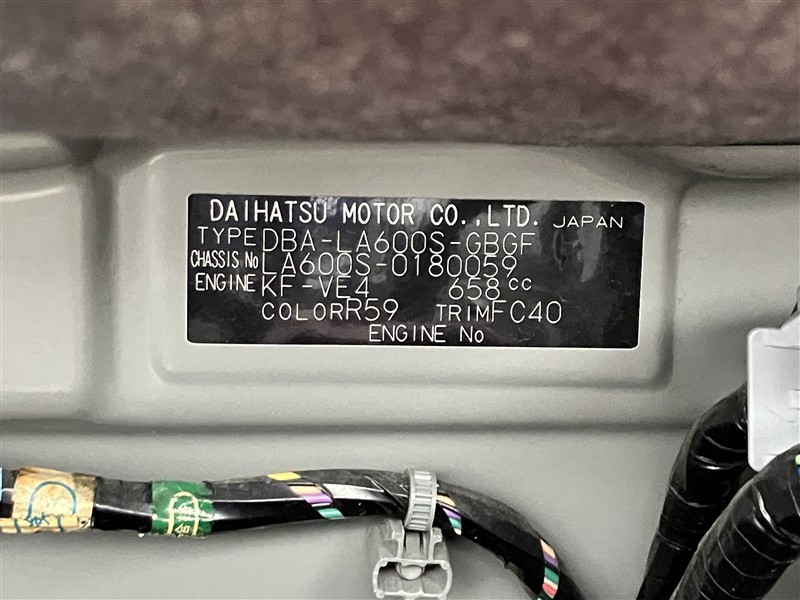 DAIHATSU MOTOR CO.,LTD. JAPAN
TYPE DBA-LA600S-GBGF
CHASSIS No LA600S-0180059
ENGINE KF-VE4 658cc
COLOR R59 TRIM FC40
ENGINE No